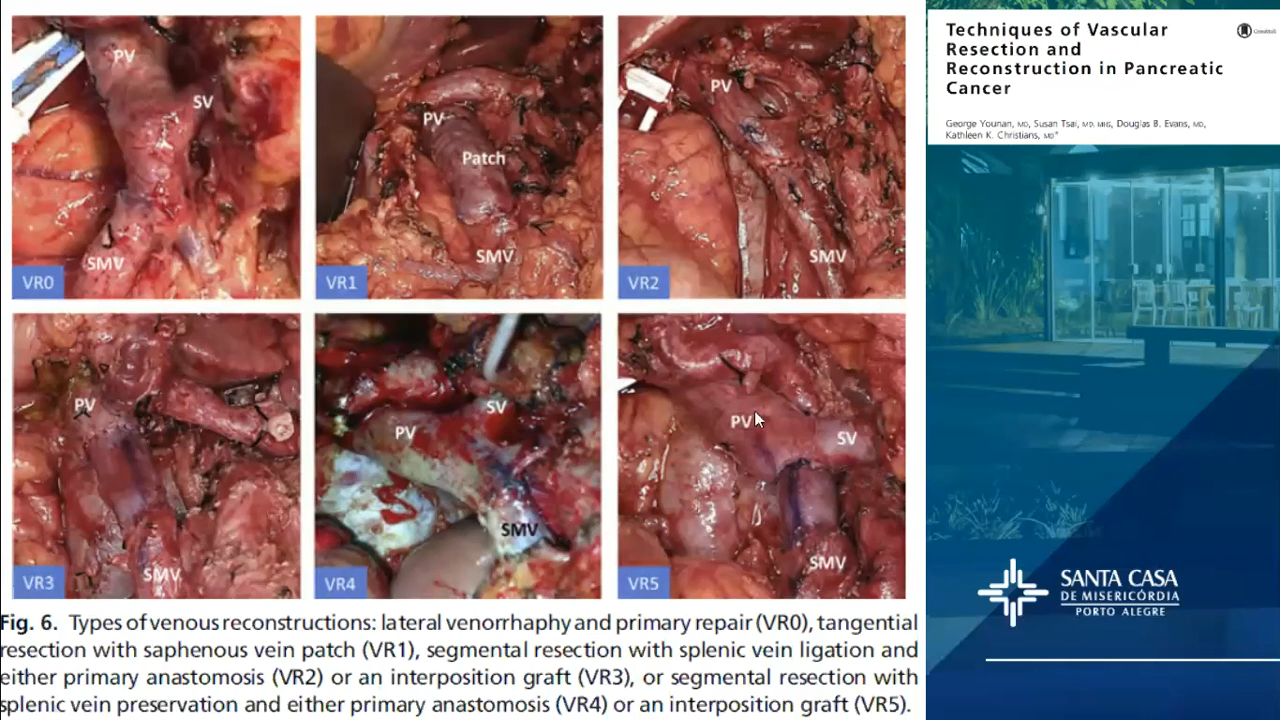 PV
SV
SMV
VR0
PV
Patch
SMV
VR1
PV
SMV
VR2
PV
SMV
VR3
PV
SV
SMV
VR4
PV
SV
SMV
VR5
Fig. 6. Types of venous reconstructions: lateral venorrhaphy and primary repair (VR0), tangential
resection with saphenous vein patch (VR1), segmental resection with splenic vein ligation and
either primary anastomosis (VR2) or an interposition graft (VR3), or segmental resection with
splenic vein preservation and either primary anastomosis (VR4) or an interposition graft (VR5).
Techniques of Vascular
Resection and
Reconstruction in Pancreatic
Cancer
CrossMark
George Younan, MD, Susan Tsai, MD, MHS, Douglas B. Evans, MD,
Kathleen K. Christians, MD*
SANTA CASA
DE MISERICÓRDIA
PORTO ALEGRE